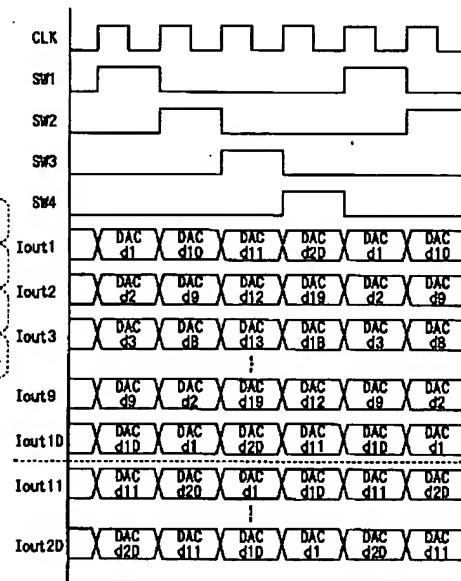 CLK
SW1
SW2
SW3
SW4
Iout1 DAC d1 DAC d10 DAC d11 DAC d20 DAC d1 DAC d10
Iout2 DAC d2 DAC d9 DAC d12 DAC d19 DAC d2 DAC d9
Iout3 DAC d3 DAC d8 DAC d13 DAC d18 DAC d3 DAC d8
Iout9 DAC d9 DAC d2 DAC d19 DAC d12 DAC d9 DAC d2
Iout10 DAC d10 DAC d1 DAC d20 DAC d11 DAC d10 DAC d1
Iout11 DAC d11 DAC d20 DAC d1 DAC d10 DAC d11 DAC d20
Iout20 DAC d20 DAC d11 DAC d10 DAC d1 DAC d20 DAC d11